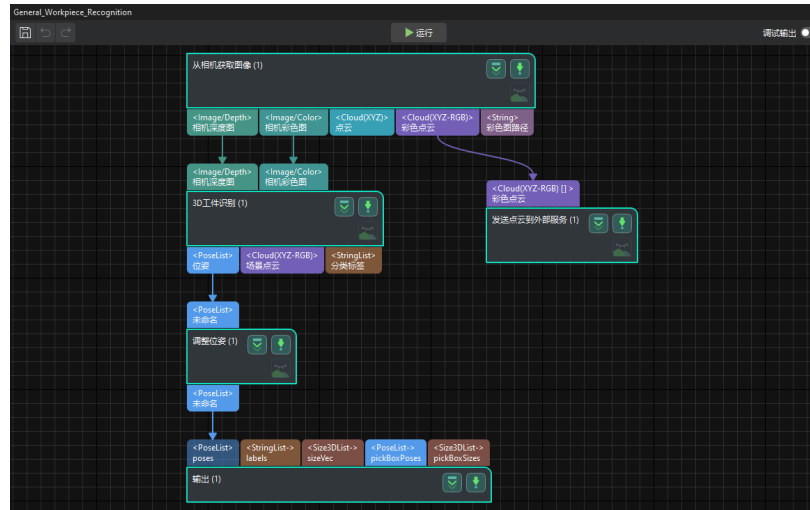 General_Workpiece_Recognition
运行
调试输出
从相机获取图像 (1)
<Image/Depth> <Image/Color> <Cloud(XYZ)> <Cloud(XYZ-RGB)> <String>
相机深度图 相机彩色图 点云 彩色点云 彩色图路径
<Image/Depth> <Image/Color>
相机深度图 相机彩色图
<Cloud(XYZ-RGB) [] >
彩色点云
3D工件识别 (1)
发送点云到外部服务 (1)
<PoseList> <Cloud(XYZ-RGB)> <StringList>
位姿 场景点云 分类标签
<PoseList>
未命名
调整位姿 (1)
<PoseList>
未命名
<PoseList> <StringList-> <Size3DList-> <PoseList-> <Size3DList->
poses labels sizeVec pickBoxPoses pickBoxSizes
输出 (1)